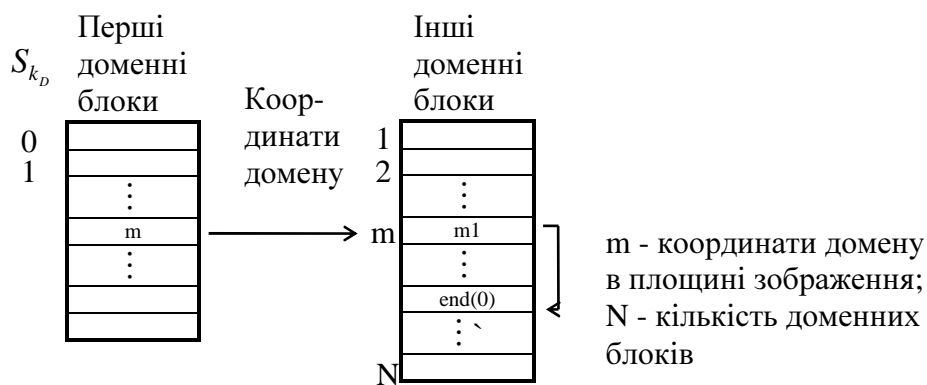 Перші
доменні
блоки
S_{k_D}
0
1
⋮
m
⋮
Коор-
динати
домену
Інші
доменні
блоки
1
2
⋮
m
m1
⋮
end(0)
⋮ `
N
m - координати домену
в площині зображення;
N - кількість доменних
блоків